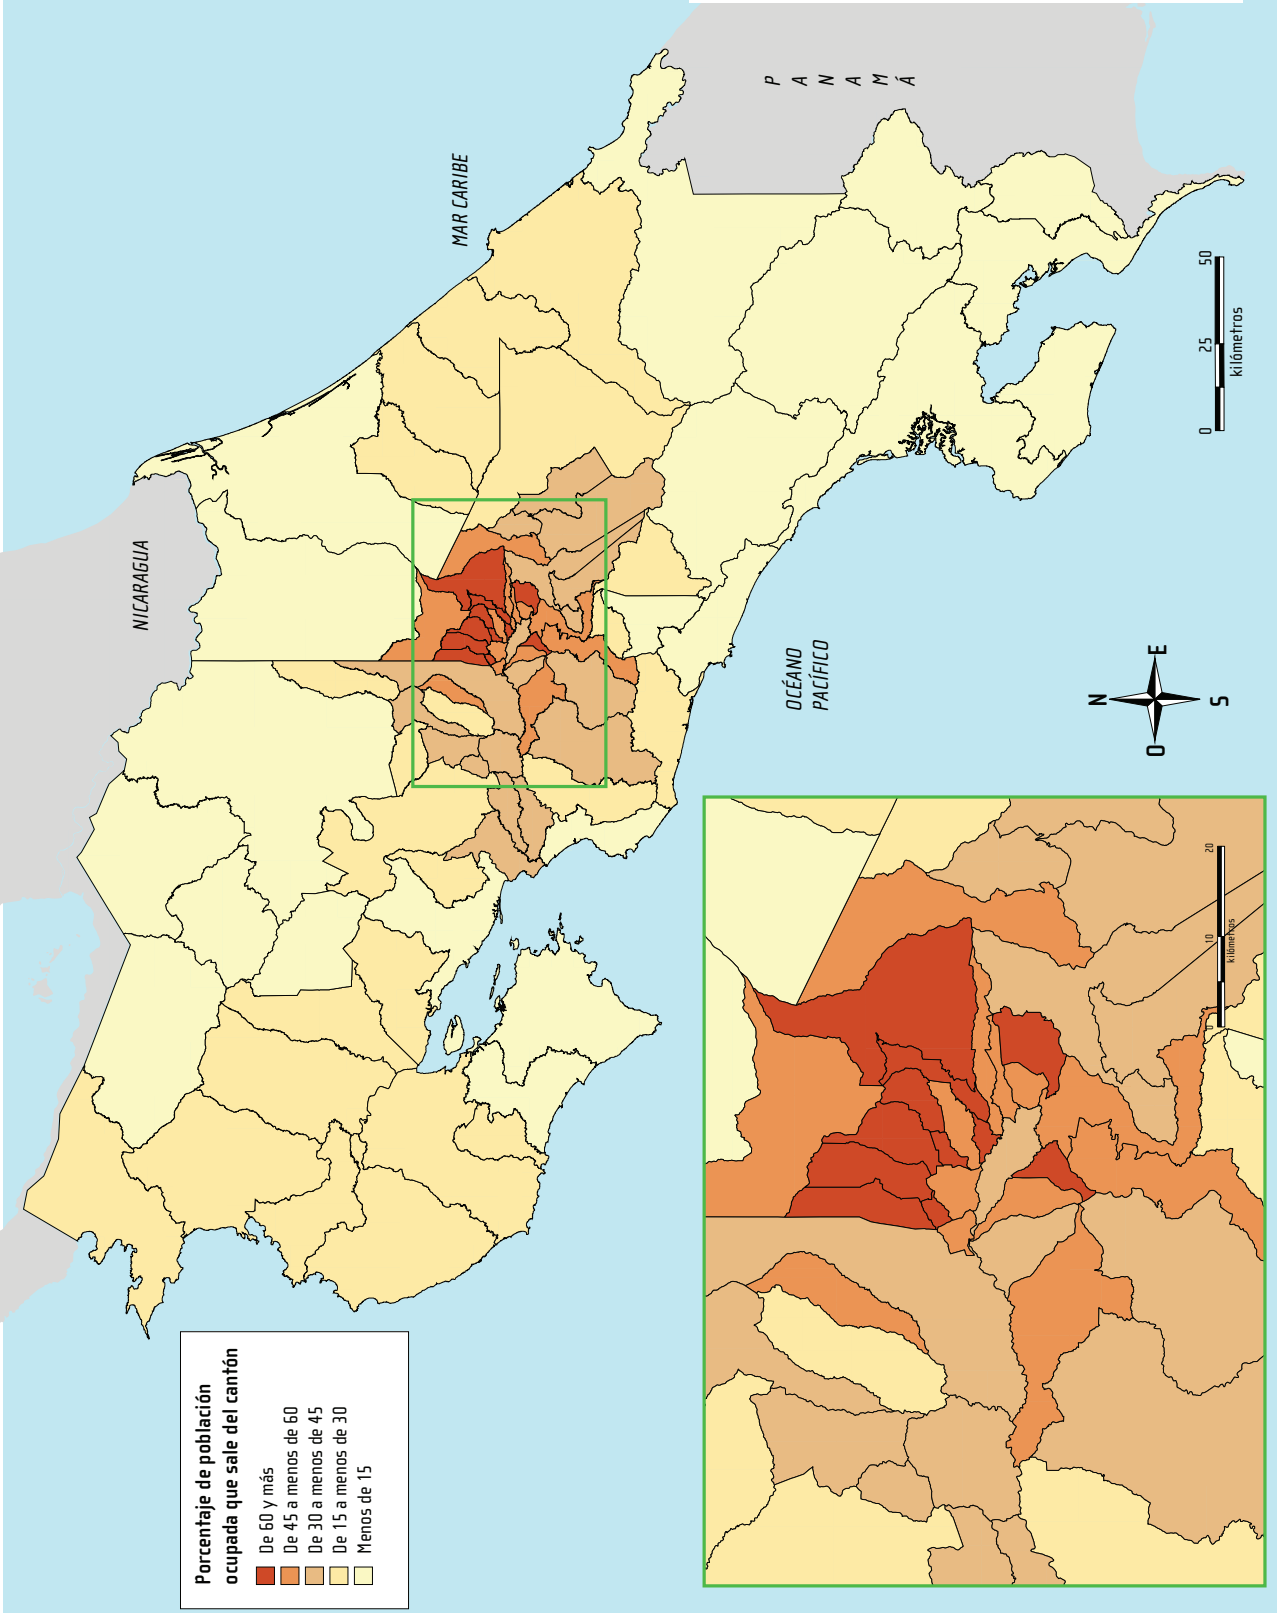 Porcentaje de población
ocupada que sale del cantón
De 60 y más
De 45 a menos de 60
De 30 a menos de 45
De 15 a menos de 30
Menos de 15
NICARAGUA
MAR CARIBE
PANAMÁ
OCÉANO
PACÍFICO
N
O
E
S
0 25 50
kilómetros
0 10 20
kilómetros